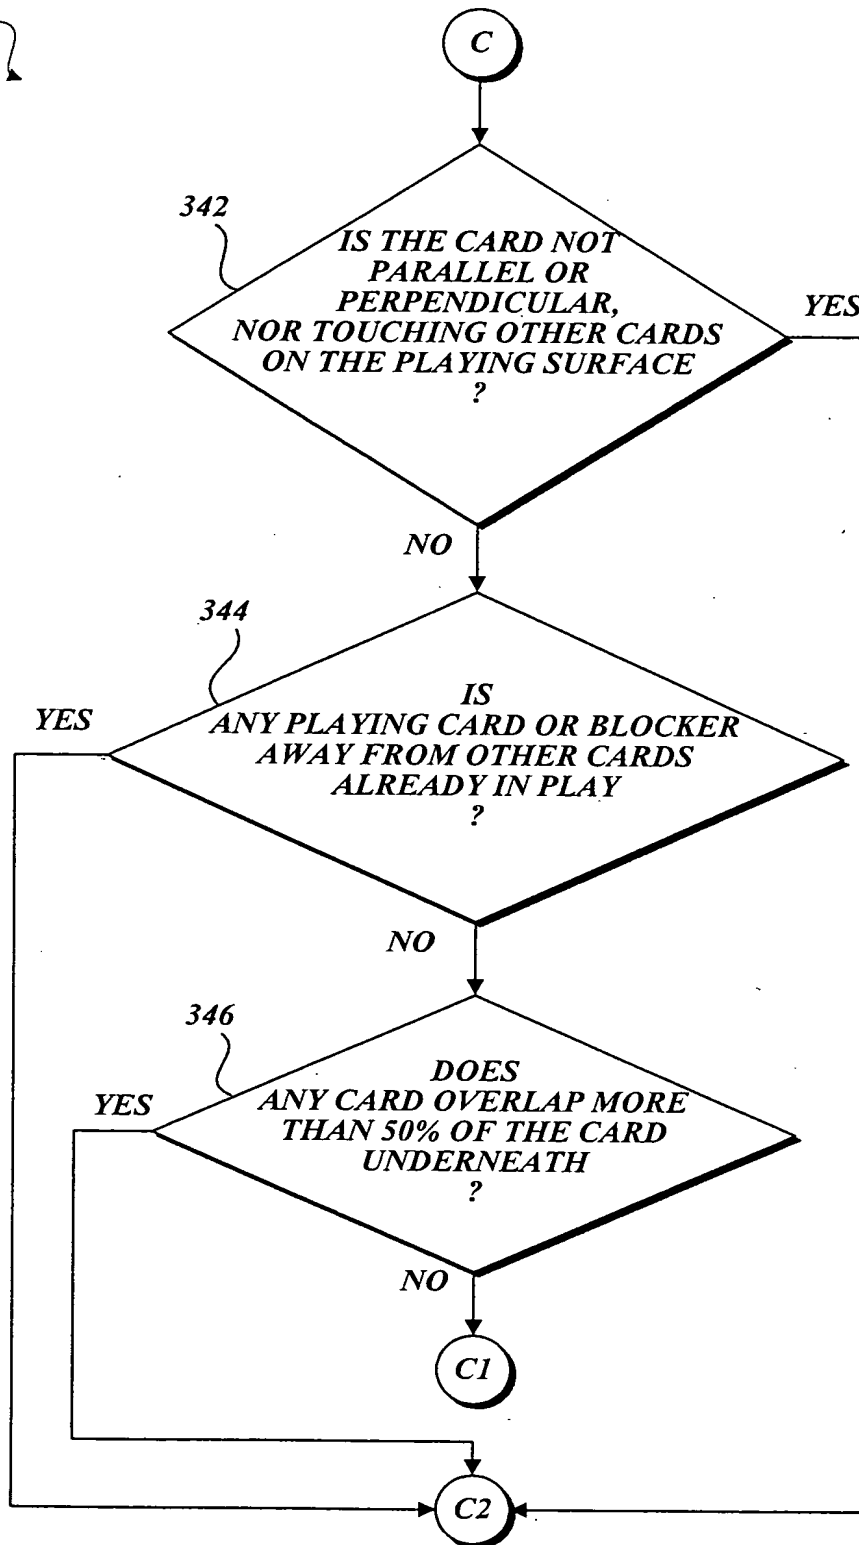 C
342
IS THE CARD NOT
PARALLEL OR
PERPENDICULAR,
NOR TOUCHING OTHER CARDS
ON THE PLAYING SURFACE
?
YES
NO
344
IS
ANY PLAYING CARD OR BLOCKER
AWAY FROM OTHER CARDS
ALREADY IN PLAY
?
YES
NO
346
DOES
ANY CARD OVERLAP MORE
THAN 50% OF THE CARD
UNDERNEATH
?
YES
NO
C1
C2